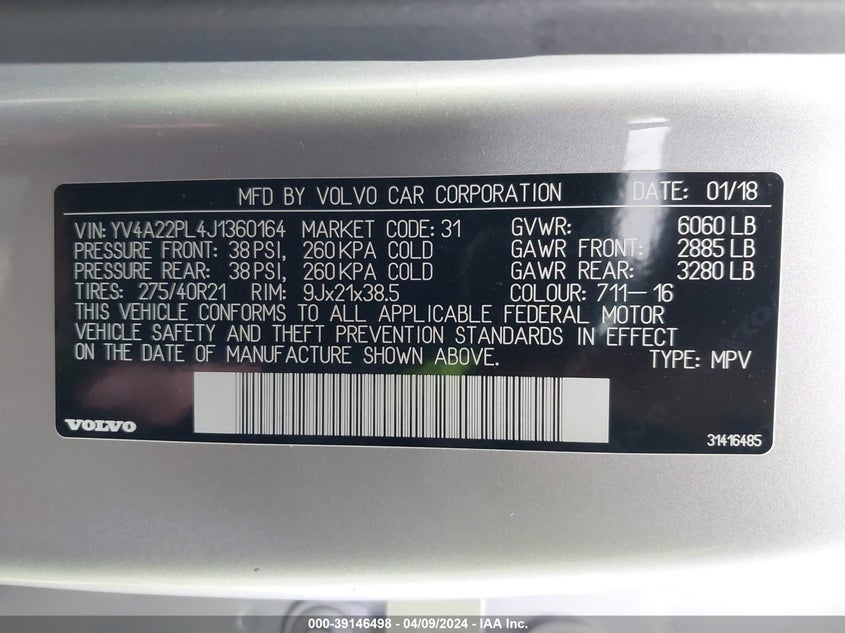 MFD BY VOLVO CAR CORPORATION DATE: 01/18
VIN: YV4A22PL4J1360164 MARKET CODE: 31 GVWR: 6060 LB
PRESSURE FRONT: 38 PSI, 260 KPA COLD GAWR FRONT: 2885 LB
PRESSURE REAR: 38 PSI, 260 KPA COLD GAWR REAR: 3280 LB
TIRES: 275/40R21 RIM: 9Jx21x38.5 COLOUR: 711-16
THIS VEHICLE CONFORMS TO ALL APPLICABLE FEDERAL MOTOR
VEHICLE SAFETY AND THEFT PREVENTION STANDARDS IN EFFECT
ON THE DATE OF MANUFACTURE SHOWN ABOVE. TYPE: MPV
VOLVO 31416485
000-39146498 - 04/09/2024 - IAA Inc.